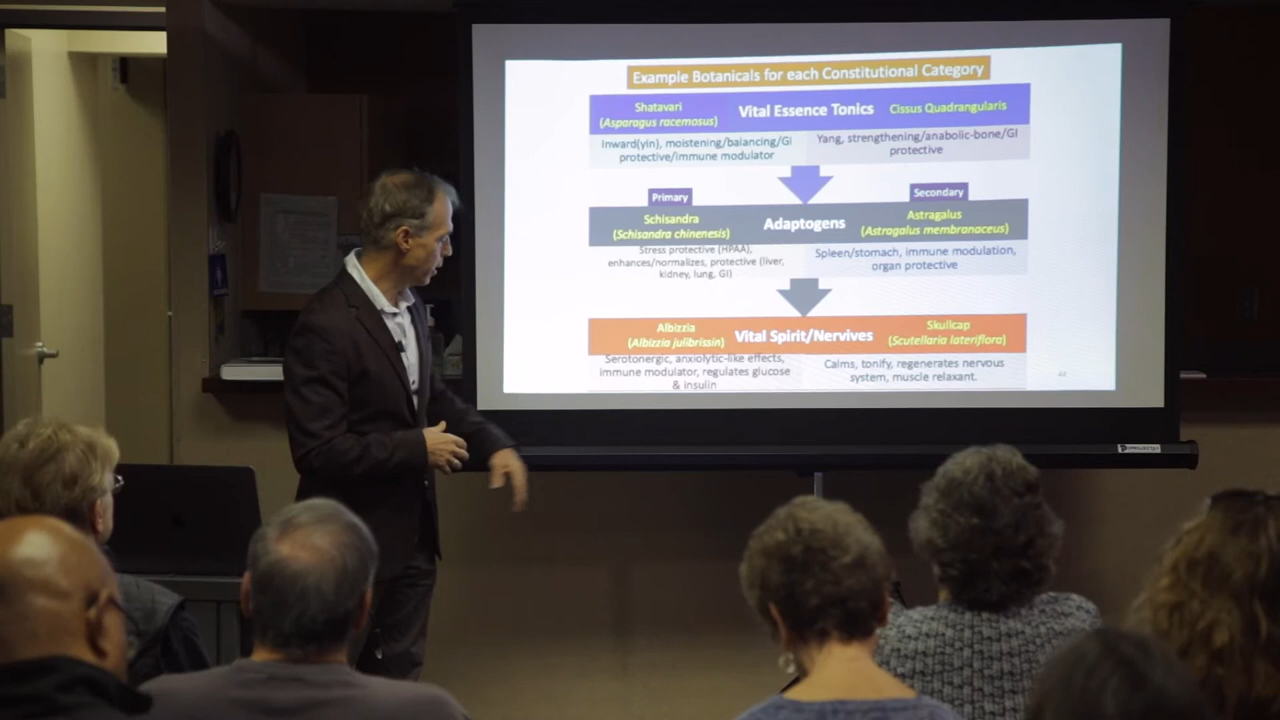 Example Botanicals for each Constitutional Category
Shatavari
(Asparagus racemosus)
Vital Essence Tonics
Cissus Quadrangularis
Inward(yin), moistening/balancing/GI
protective/immune modulator
Yang, strengthening/anabolic-bone/GI
protective
Primary
Secondary
Schisandra
(Schisandra chinenesis)
Adaptogens
Astragalus
(Astragalus membranaceus)
Stress protective (HPAA),
enhances/normalizes, protective (liver,
kidney, lung, GI)
Spleen/stomach, immune modulation,
organ protective
Albizzia
(Albizzia julibrissin)
Vital Spirit/Nervives
Skullcap
(Scutellaria lateriflora)
Serotonergic, anxiolytic-like effects,
immune modulator, regulates glucose
& insulin
Calms, tonify, regenerates nervous
system, muscle relaxant.